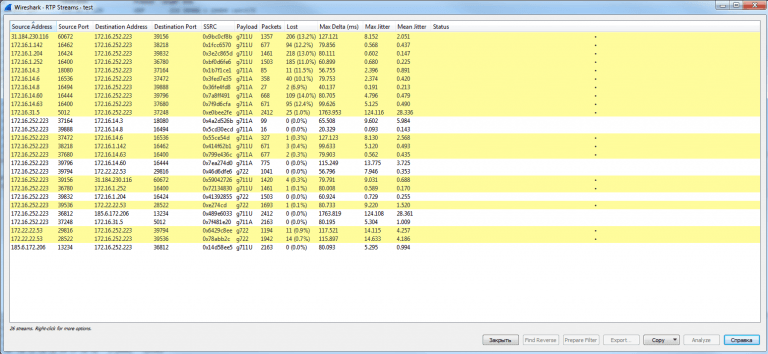 Wireshark - RTP Streams - test
Source Address Source Port Destination Address Destination Port SSRC Payload Packets Lost Max Delta (ms) Max Jitter Mean Jitter Status
31.184.230.116 60672 172.16.252.223 39156 0x9bc0cf8b g711U 1357 206 (13.2%) 127.121 8.152 2.051 •
172.16.1.142 16462 172.16.252.223 38218 0x1fcc6570 g711U 677 94 (12.2%) 79.856 0.568 0.437 •
172.16.1.204 16424 172.16.252.223 39832 0x3e2c865d g711U 1461 218 (13.0%) 80.111 0.602 0.147 •
172.16.1.252 16400 172.16.252.223 36780 0xbf0d6fe6 g711U 1503 185 (11.0%) 60.899 0.680 0.225 •
172.16.14.3 18080 172.16.252.223 37164 0x1b7f1ce1 g711A 85 11 (11.5%) 56.755 2.396 0.891 •
172.16.14.6 16536 172.16.252.223 37472 0x3fed7e35 g711A 358 40 (10.1%) 79.753 2.374 0.420 •
172.16.14.8 16494 172.16.252.223 39888 0x36fe4fd8 g711A 27 2 (6.9%) 40.137 0.191 0.213 •
172.16.14.60 16444 172.16.252.223 39796 0x7a8ff491 g711A 668 109 (14.0%) 80.705 4.796 0.479 •
172.16.14.63 16400 172.16.252.223 37680 0x7f9d6cfa g711A 671 95 (12.4%) 99.626 5.125 0.490 •
172.16.31.5 5012 172.16.252.223 37248 0xe0bee2fe g711A 2412 25 (1.0%) 1763.953 124.116 28.336 •
172.16.252.223 37164 172.16.14.3 18080 0x4a2d526b g711A 99 0 (0.0%) 65.508 9.602 5.984
172.16.252.223 39888 172.16.14.8 16494 0x5cd30ecd g711A 16 0 (0.0%) 20.329 0.093 0.143
172.16.252.223 37472 172.16.14.6 16536 0x55ce54d g711U 327 1 (0.3%) 127.123 8.130 2.568 •
172.16.252.223 38218 172.16.1.142 16462 0x414f62b1 g711U 671 3 (0.4%) 99.633 5.120 0.493 •
172.16.252.223 37680 172.16.14.63 16400 0x799e436c g711U 677 2 (0.3%) 79.903 0.562 0.435 •
172.16.252.223 39796 172.16.14.60 16444 0x7ea274d0 g711A 775 0 (0.0%) 115.249 13.775 3.725
172.16.252.223 39794 172.22.22.53 29816 0x46d6d6fe6 g722 1041 0 (0.0%) 56.796 7.946 0.353
172.16.252.223 39156 31.184.230.116 60672 0x59042726 g711U 1420 4 (0.3%) 79.791 9.031 0.688 •
172.16.252.223 36780 172.16.1.252 16400 0x72134830 g711U 1501 2 (0.1%) 80.008 0.589 0.170 •
172.16.252.223 39832 172.16.1.204 16424 0x41392855 g722 1503 0 (0.0%) 60.924 0.729 0.255
172.16.252.223 39536 172.22.22.53 28522 0xe274cd g722 1693 1 (0.1%) 80.733 9.220 1.520 •
172.16.252.223 36812 185.6.172.206 13234 0x489e6033 g711U 2412 0 (0.0%) 1763.819 124.108 28.361
172.16.252.223 37248 172.16.31.5 5012 0x7f481e20 g711A 2163 0 (0.0%) 80.195 5.304 1.009
172.22.22.53 29816 172.16.252.223 39794 0x6429c8ee g722 1194 11 (0.9%) 117.521 14.115 4.257 •
172.22.22.53 28522 172.16.252.223 39536 0x78abb2c g722 1942 14 (0.7%) 115.897 14.633 4.186 •
185.6.172.206 13234 172.16.252.223 36812 0x14d58ee5 g711U 2163 0 (0.0%) 80.093 5.295 0.994
26 streams. Right-click for more options.
Закрыть Find Reverse Prepare Filter Export... Copy Analyze Справка